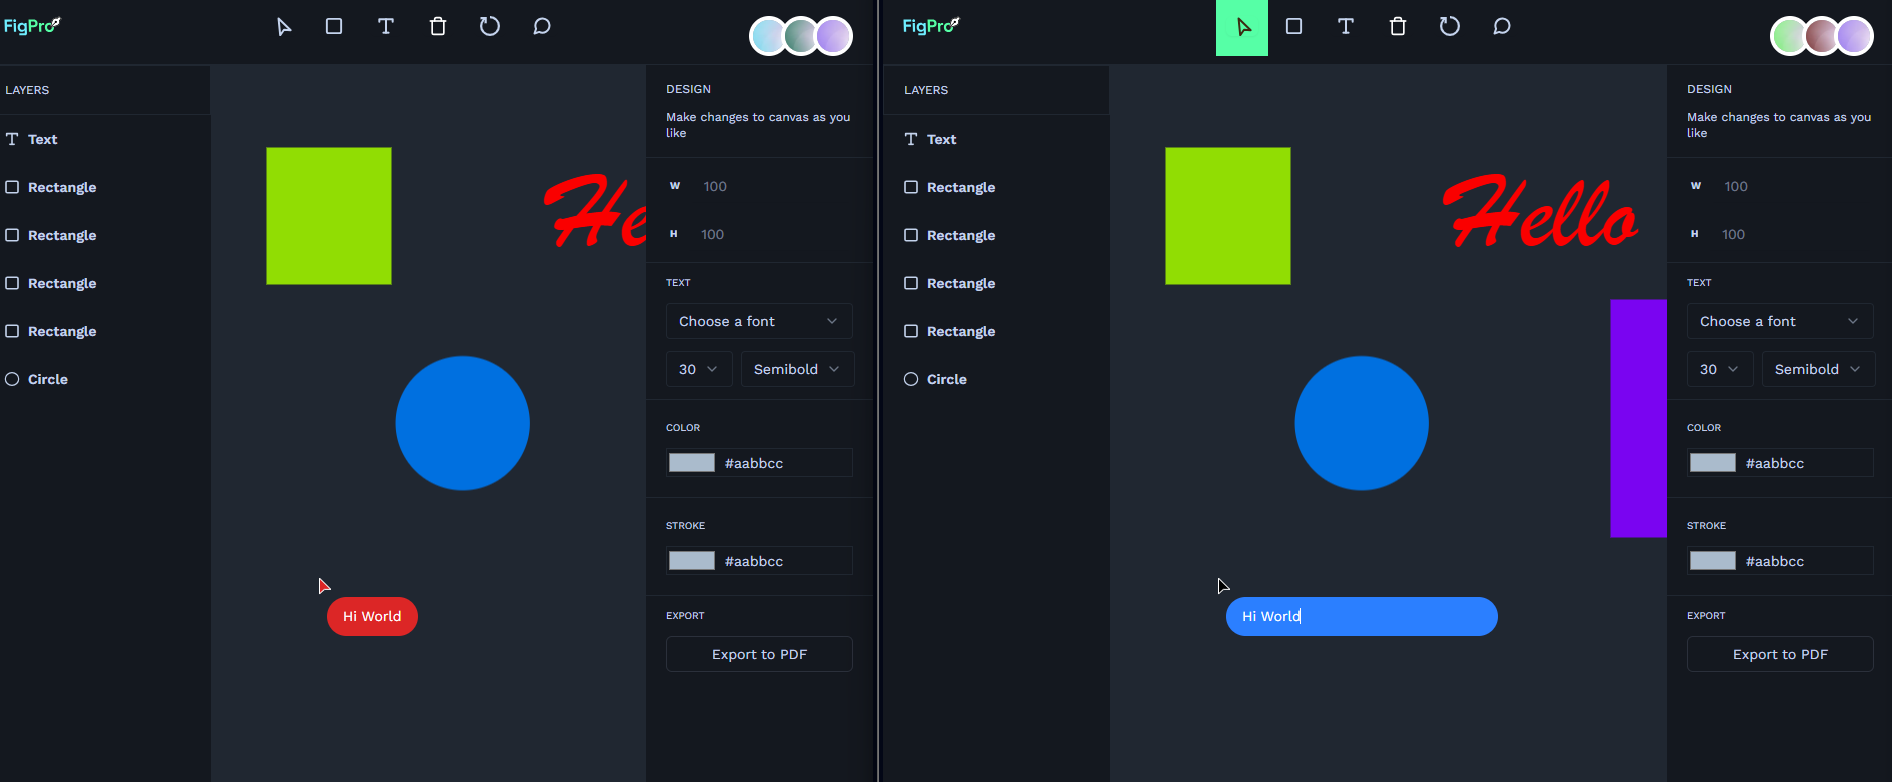 FigPro
LAYERS
Text
Rectangle
Rectangle
Rectangle
Rectangle
Circle
He
Hi World
DESIGN
Make changes to canvas as you
like
W 100
H 100
TEXT
Choose a font
30 Semibold
COLOR
#aabbcc
STROKE
#aabbcc
EXPORT
Export to PDF
FigPro
LAYERS
Text
Rectangle
Rectangle
Rectangle
Rectangle
Circle
Hello
Hi World
DESIGN
Make changes to canvas as you
like
W 100
H 100
TEXT
Choose a font
30 Semibold
COLOR
#aabbcc
STROKE
#aabbcc
EXPORT
Export to PDF